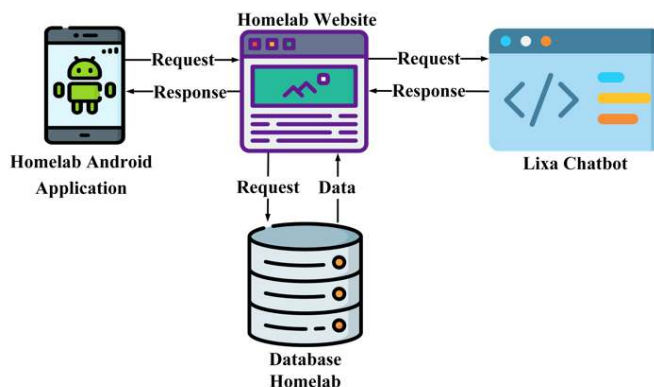 Homelab Website
Request
Response
Request
Response
Homelab Android
Application
Lixa Chatbot
Request
Data
Database
Homelab